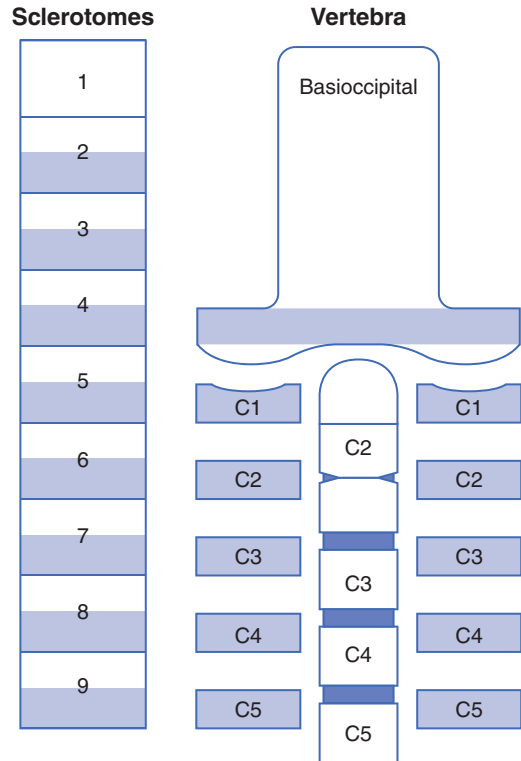 Sclerotomes
1
2
3
4
5
6
7
8
9
Vertebra
Basioccipital
C1 C1
C2
C2 C2
C3 C3
C3
C4 C4
C4
C5 C5
C5